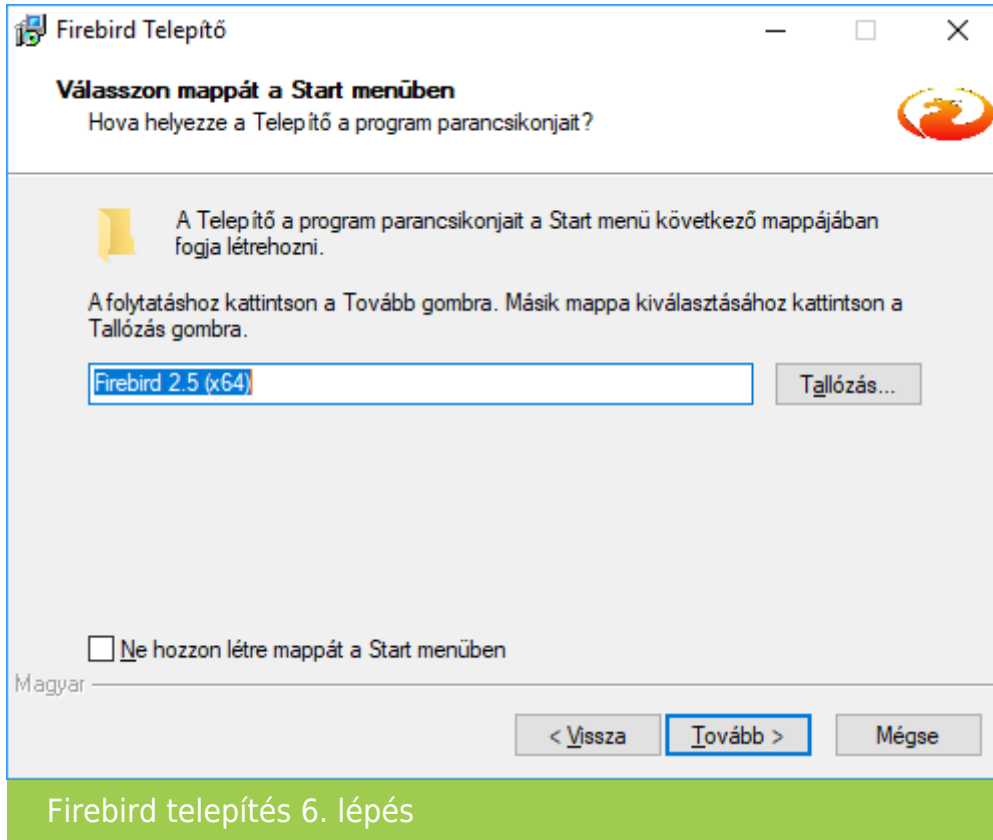 Firebird Telepítő
Válasszon mappát a Start menüben
Hova helyezze a Telepítő a program parancsikonjait?
A Telepítő a program parancsikonjait a Start menü következő mappájában
fogja létrehozni.
A folytatáshoz kattintson a Tovább gombra. Másik mappa kiválasztásához kattintson a
Tallózás gombra.
Firebird 2.5 (x64)
Tallózás...
Ne hozzon létre mappát a Start menüben
Magyar
< Vissza
Tovább >
Mégse
Firebird telepítés 6. lépés